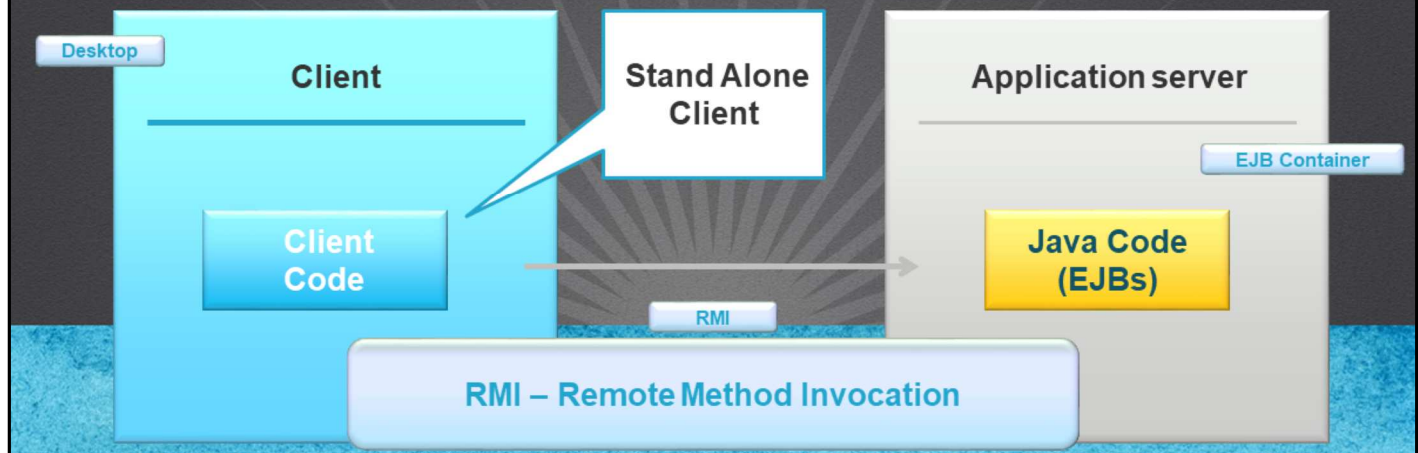 Desktop
Client
Stand Alone
Client
Application server
EJB Container
Client
Code
Java Code
(EJBs)
RMI
RMI – Remote Method Invocation